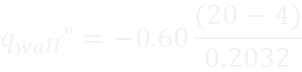 q_wall" = −0.60 (20 − 4) / 0.2032